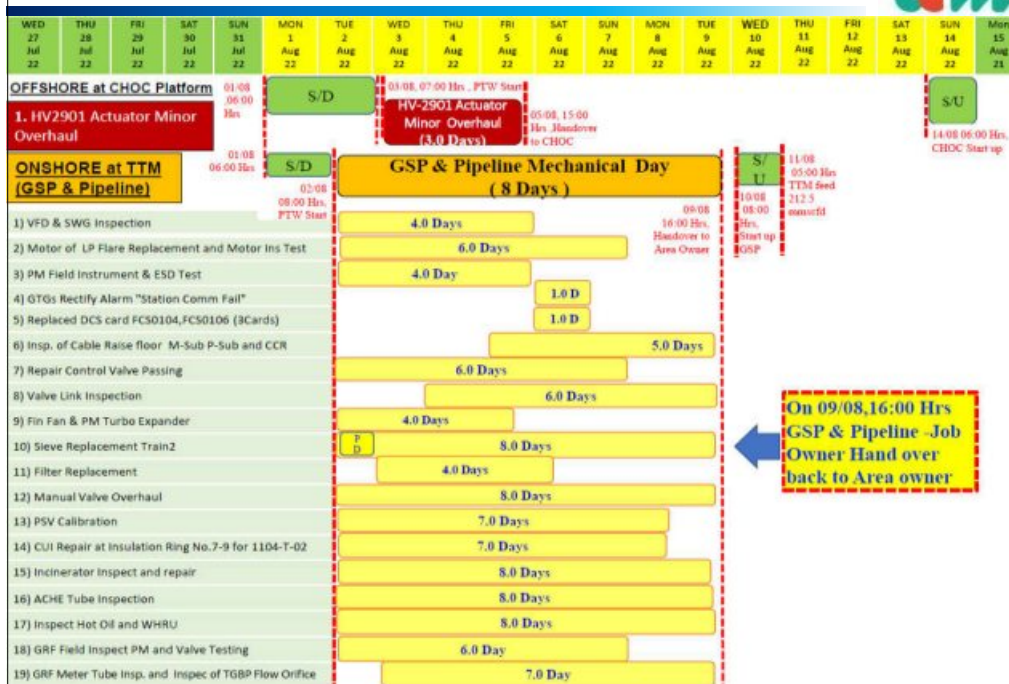 WED THU FRI SAT SUN MON TUE WED THU FRI SAT SUN MON TUE WED THU FRI SAT SUN Mon
27 28 29 30 31 1 2 3 4 5 6 7 8 9 10 11 12 13 14 15
Jul Jul Jul Jul Jul Aug Aug Aug Aug Aug Aug Aug Aug Aug Aug Aug Aug Aug Aug Aug
22 22 22 22 22 22 22 22 22 22 22 22 22 22 22 22 22 22 22 21
OFFSHORE at CHOC Platform
1. HV2901 Actuator Minor
Overhaul
01/08
,06:00
Hrs
S/D
03/08, 07:00 Hrs , PTW Start
HV-2901 Actuator
Minor Overhaul
(3.0 Days)
05/08, 15:00
Hrs ,Handover
to CHOC
S/U
14/08 06:00 Hrs,
CHOC Start up
ONSHORE at TTM
(GSP & Pipeline)
01/08
06:00 Hrs
S/D
02/08
08:00 Hrs,
PTW Start
GSP & Pipeline Mechanical Day
( 8 Days )
09/08
16:00 Hrs,
Handover to
Area Owner
S/
U
10/08
08:00
Hrs,
Start up
GSP
11/08
05:00 Hrs
TTM feed
212.5
mmscfd
1) VFD & SWG Inspection
4.0 Days
2) Motor of LP Flare Replacement and Motor Ins Test
6.0 Days
3) PM Field Instrument & ESD Test
4.0 Day
4) GTGs Rectify Alarm "Station Comm Fail"
1.0 D
5) Replaced DCS card FCS0104,FCS0106 (3Cards)
1.0 D
6) Insp. of Cable Raise floor M-Sub P-Sub and CCR
5.0 Days
7) Repair Control Valve Passing
6.0 Days
8) Valve Link Inspection
6.0 Days
9) Fin Fan & PM Turbo Expander
4.0 Days
10) Sieve Replacement Train2
P
D
8.0 Days
11) Filter Replacement
4.0 Days
12) Manual Valve Overhaul
8.0 Days
13) PSV Calibration
7.0 Days
14) CUI Repair at Insulation Ring No.7-9 for 1104-T-02
7.0 Days
15) Incinerator Inspect and repair
8.0 Days
16) ACHE Tube Inspection
8.0 Days
17) Inspect Hot Oil and WHRU
8.0 Days
18) GRF Field Inspect PM and Valve Testing
6.0 Day
19) GRF Meter Tube Insp. and Inspec of TGBP Flow Orifice
7.0 Day
On 09/08,16:00 Hrs
GSP & Pipeline -Job
Owner Hand over
back to Area owner